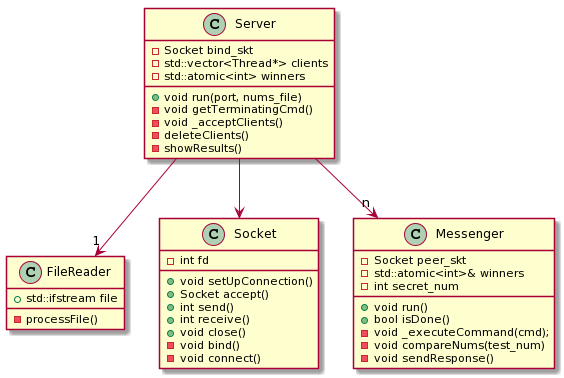 C Server
Socket bind_skt
std::vector<Thread*> clients
std::atomic<int> winners
void run(port, nums_file)
void getTerminatingCmd()
void _acceptClients()
deleteClients()
showResults()
1
n
C FileReader
std::ifstream file
processFile()
C Socket
int fd
void setUpConnection()
Socket accept()
int send()
int receive()
void close()
void bind()
void connect()
C Messenger
Socket peer_skt
std::atomic<int>& winners
int secret_num
void run()
bool isDone()
void _executeCommand(cmd);
void compareNums(test_num)
void sendResponse()